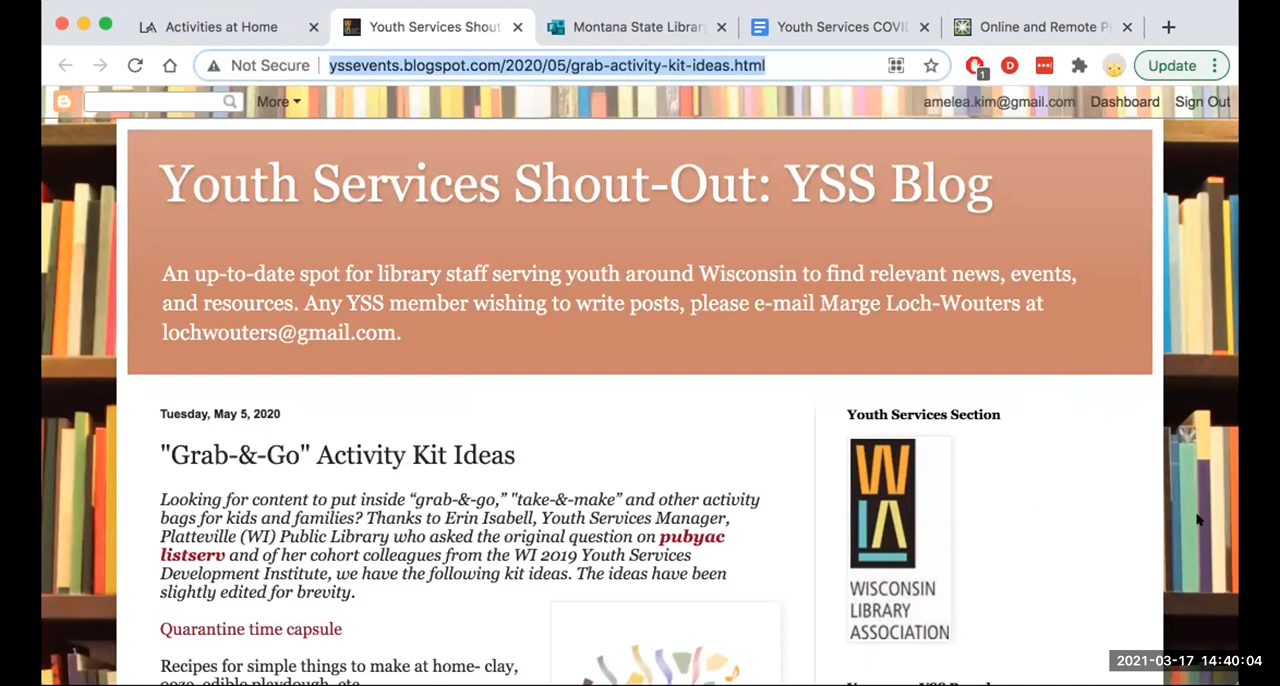 Activities at Home
Youth Services Shout
Montana State Library
Youth Services COVI
Online and Remote P
Not Secure
yssevents.blogspot.com/2020/05/grab-activity-kit-ideas.html
1
D
Update
More
amelea.kim@gmail.com
Dashboard
Sign Out
Youth Services Shout-Out: YSS Blog
An up-to-date spot for library staff serving youth around Wisconsin to find relevant news, events,
and resources. Any YSS member wishing to write posts, please e-mail Marge Loch-Wouters at
lochwouters@gmail.com.
Tuesday, May 5, 2020
"Grab-&-Go" Activity Kit Ideas
Looking for content to put inside “grab-&-go,” "take-&-make” and other activity
bags for kids and families? Thanks to Erin Isabell, Youth Services Manager,
Platteville (WI) Public Library who asked the original question on pubyac
listserv and of her cohort colleagues from the WI 2019 Youth Services
Development Institute, we have the following kit ideas. The ideas have been
slightly edited for brevity.
Quarantine time capsule
Recipes for simple things to make at home- clay,
ooze, edible playdough, etc
Youth Services Section
WLA
WISCONSIN
LIBRARY
ASSOCIATION
2021-03-17 14:40:04